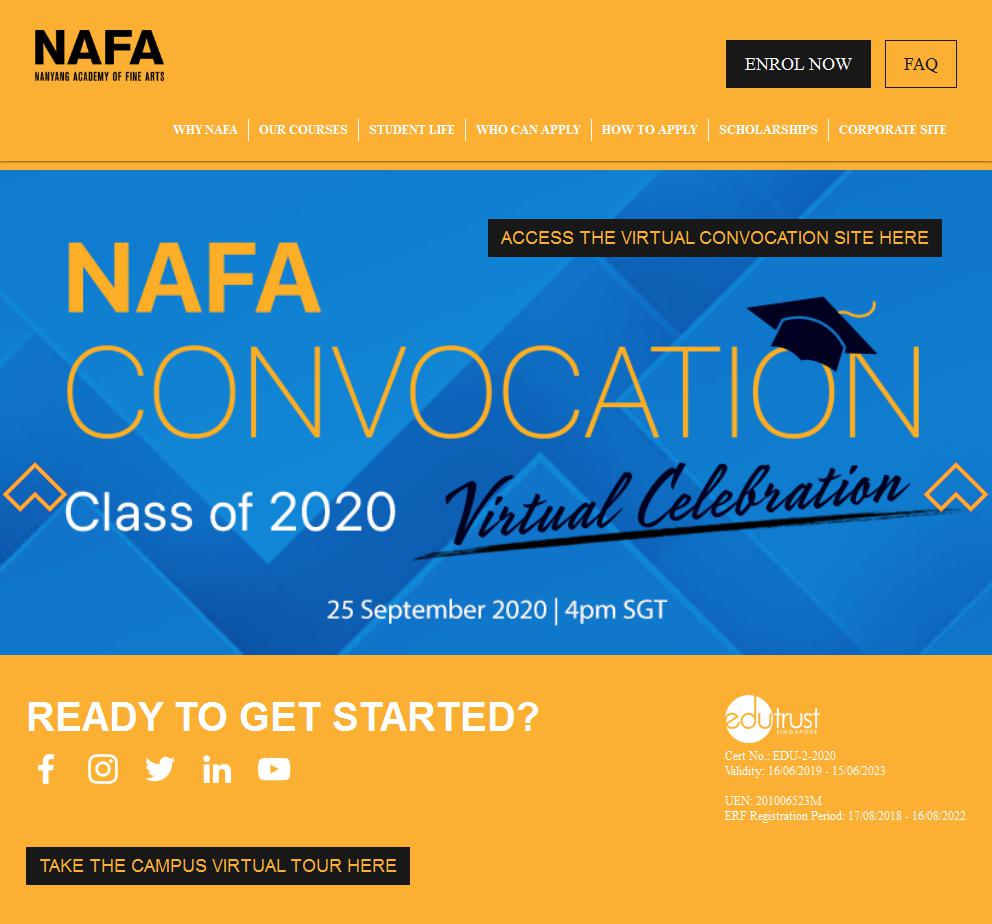 NAFA
NANYANG ACADEMY OF FINE ARTS
ENROL NOW
FAQ
WHY NAFA
OUR COURSES
STUDENT LIFE
WHO CAN APPLY
HOW TO APPLY
SCHOLARSHIPS
CORPORATE SITE
ACCESS THE VIRTUAL CONVOCATION SITE HERE
NAFA
CONVOCATION
Class of 2020
Virtual Celebration
25 September 2020 | 4pm SGT
READY TO GET STARTED?
edutrust
SINGAPORE
Cert No.: EDU-2-2020
Validity: 16/06/2019 - 15/06/2023
UEN: 201006523M
ERF Registration Period: 17/08/2018 - 16/08/2022
TAKE THE CAMPUS VIRTUAL TOUR HERE